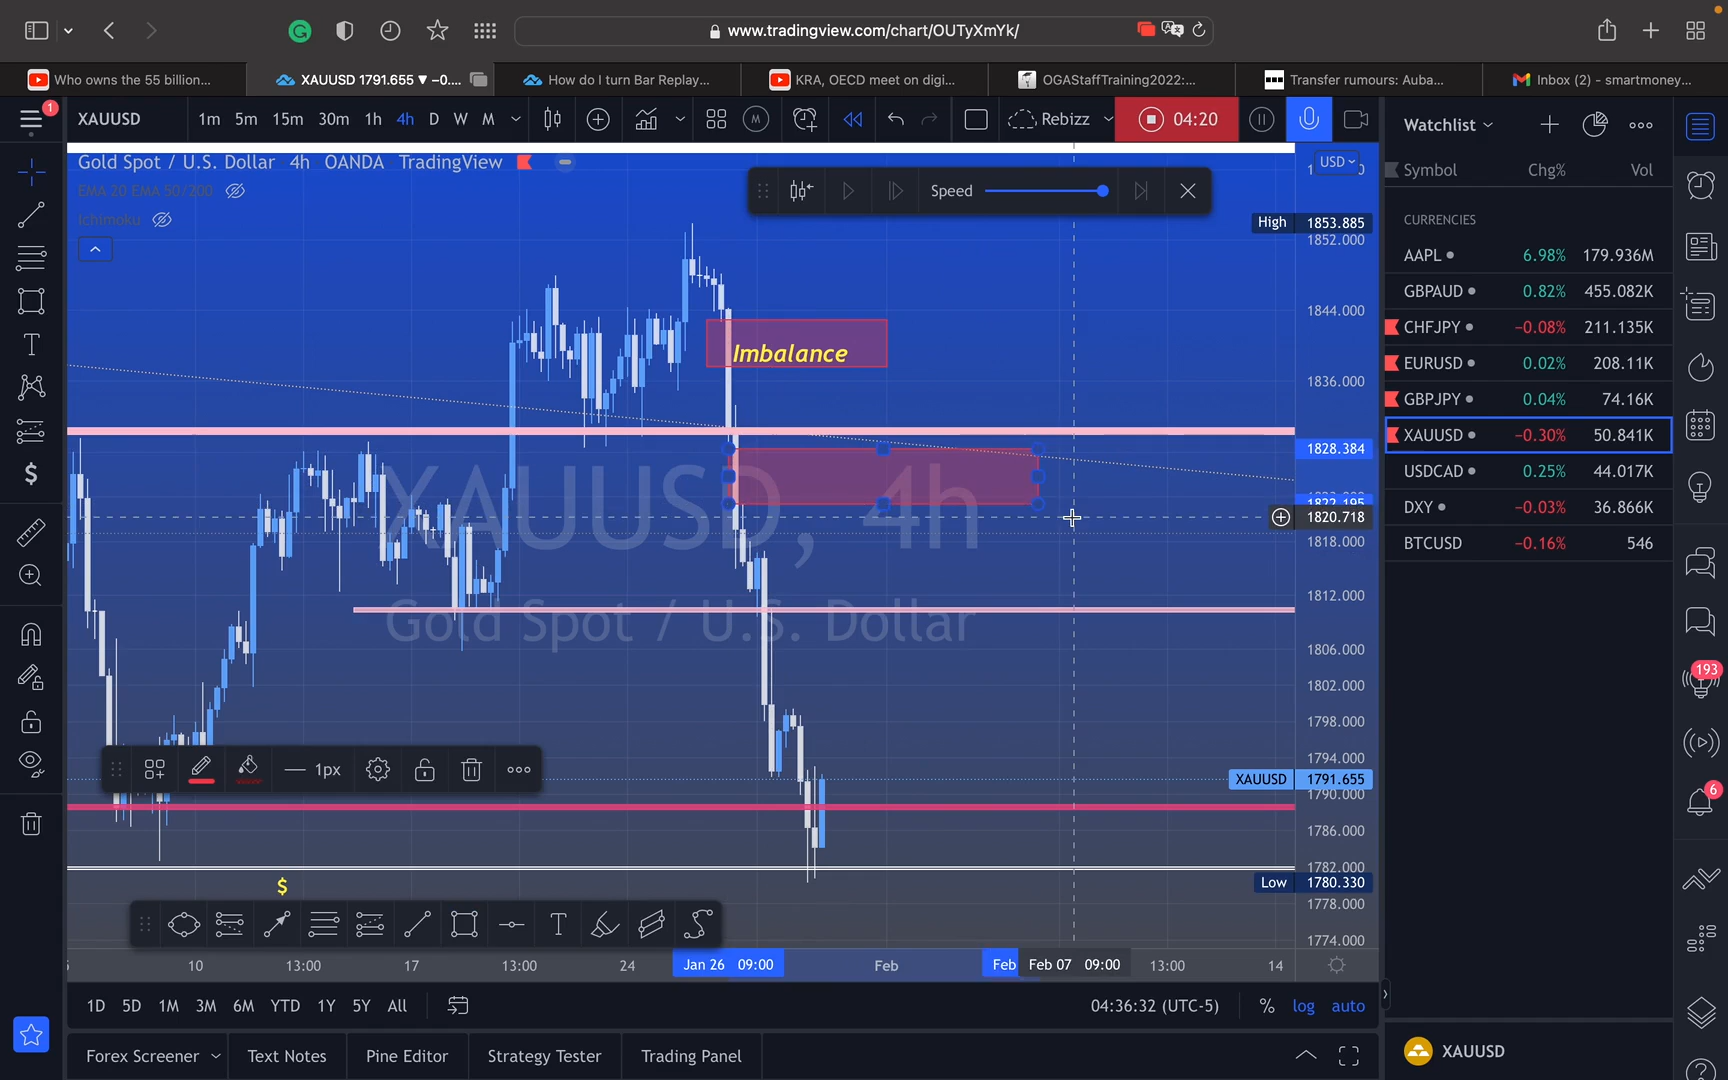 www.tradingview.com/chart/OUTyXmYk/
Who owns the 55 billion...
XAUUSD 1791.655 ▼ −0....
How do I turn Bar Replay...
KRA, OECD meet on digi...
OGAStaffTraining2022:...
Transfer rumours: Auba...
Inbox (2) - smartmoney...
1
XAUUSD
1m 5m 15m 30m 1h 4h D W M
M
Rebizz
04:20
Watchlist
Gold Spot / U.S. Dollar 4h OANDA TradingView
USD
EMA 20 EMA 50/200
Ichimoku
Speed
Symbol Chg% Vol
CURRENCIES
AAPL 6.98% 179.936M
GBPAUD 0.82% 455.082K
CHFJPY −0.08% 211.135K
EURUSD 0.02% 208.11K
GBPJPY 0.04% 74.16K
XAUUSD −0.30% 50.841K
USDCAD 0.25% 44.017K
DXY −0.03% 36.866K
BTCUSD −0.16% 546
High 1853.885
1852.000
1844.000
Imbalance
1836.000
1828.384
1822.195
1820.718
1818.000
1812.000
1806.000
1802.000
1798.000
1794.000
XAUUSD 1791.655
1790.000
1786.000
1782.000
Low 1780.330
1778.000
1774.000
XAUUSD, 4h
Gold Spot / U.S. Dollar
1px
$
193
6
10 13:00 17 13:00 24 Jan 26 09:00 Feb Feb Feb 07 09:00 13:00 14
1D 5D 1M 3M 6M YTD 1Y 5Y All
04:36:32 (UTC-5) % log auto
Forex Screener Text Notes Pine Editor Strategy Tester Trading Panel
XAUUSD